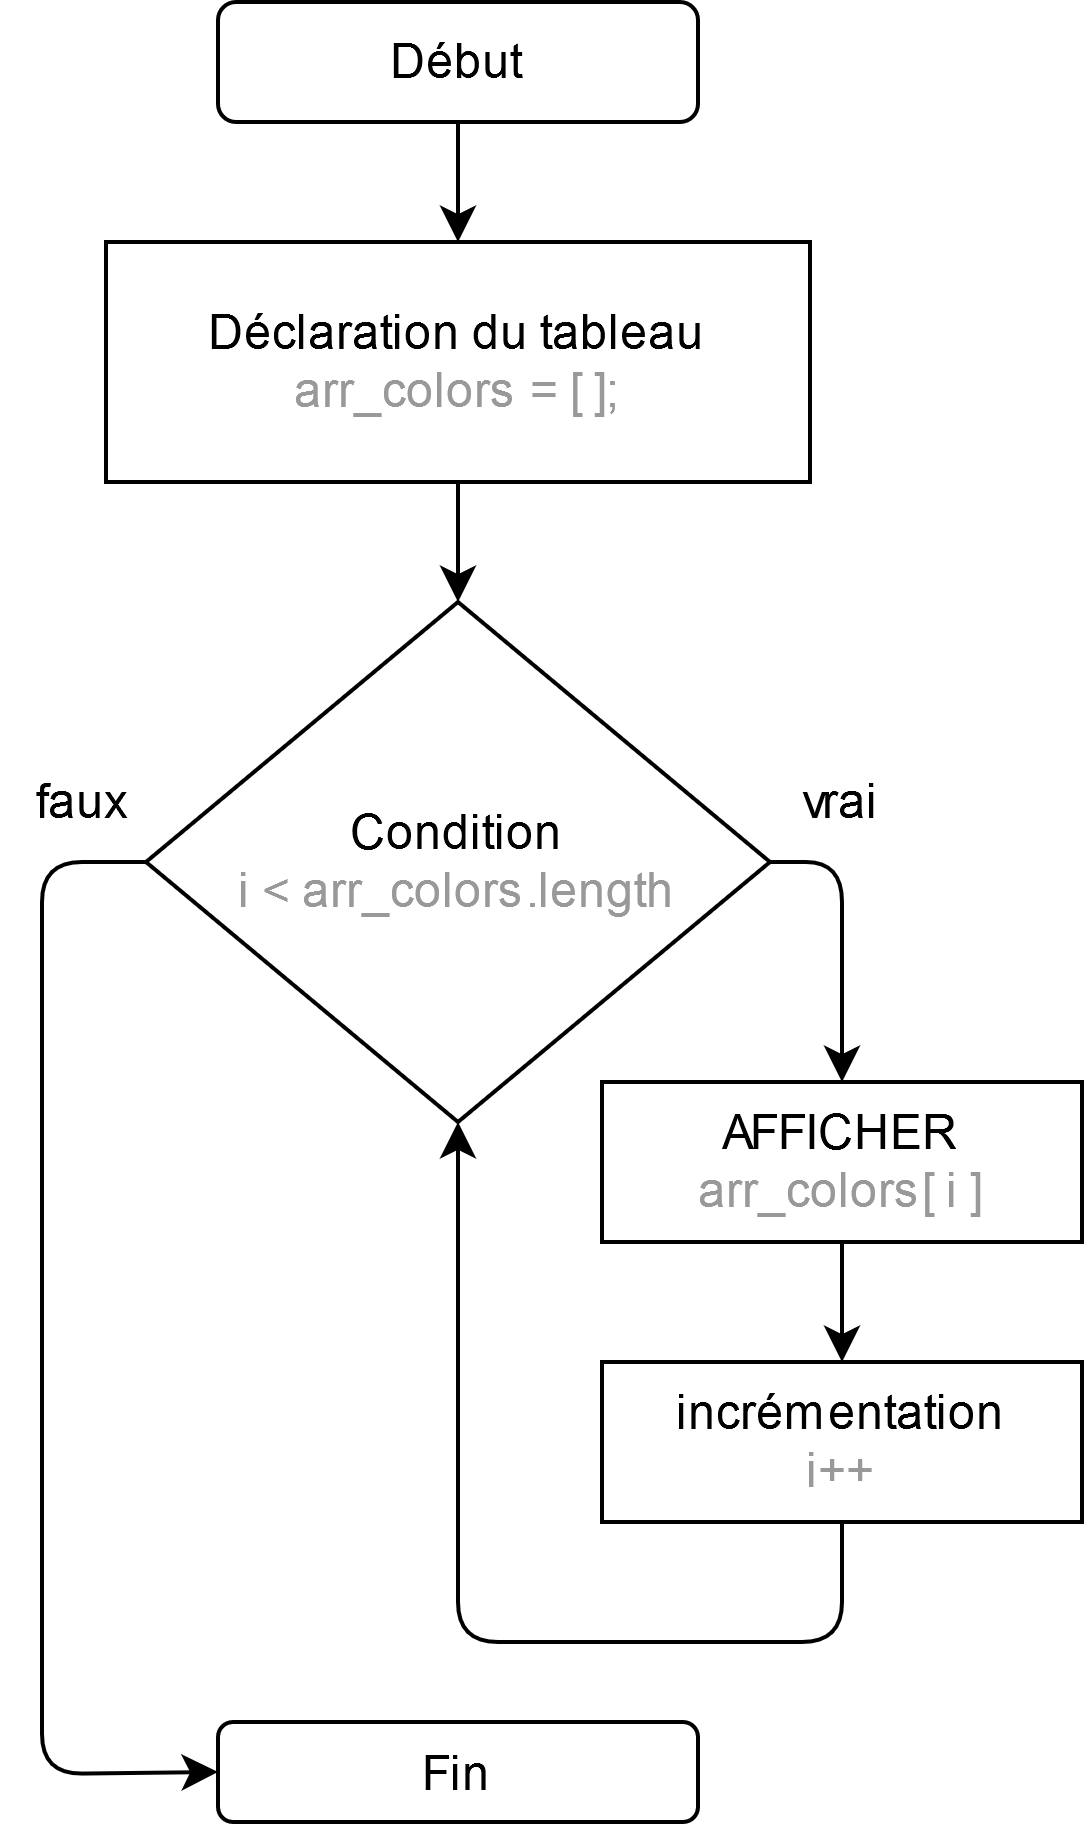 Début
Déclaration du tableau
arr_colors = [ ];
faux
vrai
Condition
i < arr_colors.length
AFFICHER
arr_colors[ i ]
incrémentation
i++
Fin